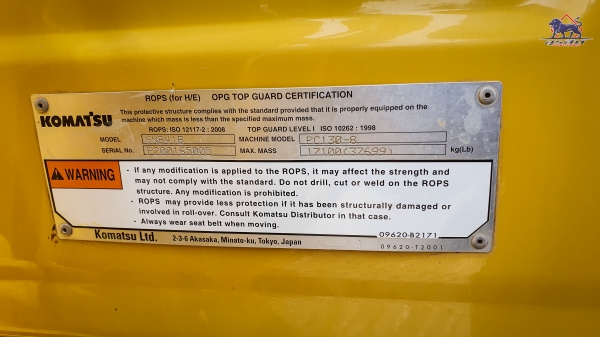 ROPS (for H/E) OPG TOP GUARD CERTIFICATION
KOMATSU
This protective structure complies with the standard provided that it is properly equipped on the
machine which mass is less than the specified maximum mass.
ROPS: ISO 12117-2 : 2008 TOP GUARD LEVEL I ISO 10262 : 1998
MODEL MACHINE MODEL PC130-8
SERIAL No. MAX. MASS 17100(37699) kg(Lb)
WARNING
- If any modification is applied to the ROPS, it may affect the strength and
may not comply with the standard. Do not drill, cut or weld on the ROPS
structure. Any modification is prohibited.
- ROPS may provide less protection if it has been structurally damaged or
involved in roll-over. Consult Komatsu Distributor in that case.
- Always wear seat belt when moving.
09620-B2171
Komatsu Ltd. 2-3-6 Akasaka, Minato-ku, Tokyo, Japan
09620-T2001